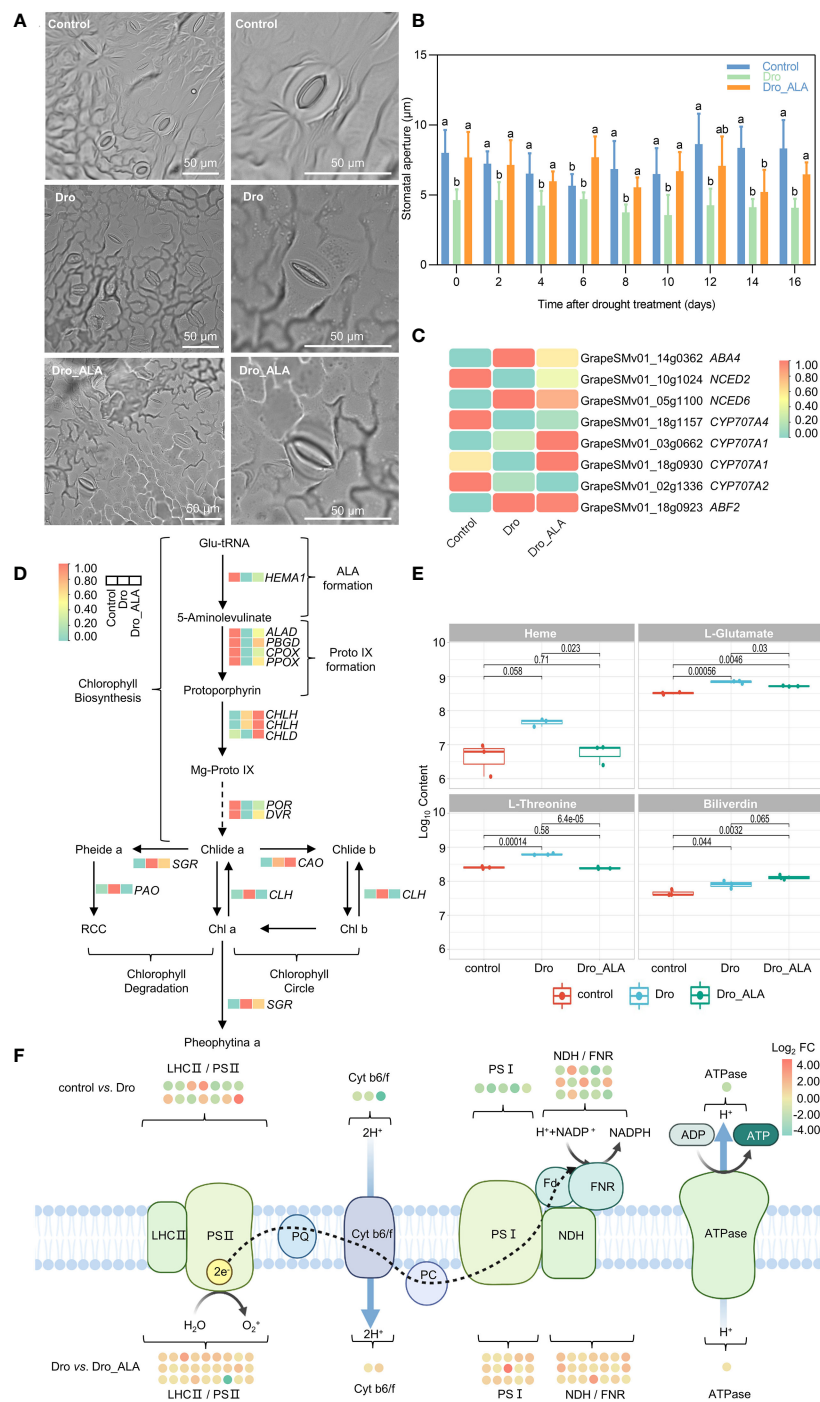 A
Control
50 μm
50 μm
Dro
Dro
50 μm
50 μm
Dro_ALA
Dro_ALA
50 μm
50 μm
B
Stomatal aperture (μm)
15
10
5
0
Control
Dro
Dro_ALA
a b a
a b a
a b a
b b a
a b a
a b a
a b ab
a b b
a b a
0 2 4 6 8 10 12 14 16
Time after drought treatment (days)
C
GrapeSMv01_14g0362 ABA4
GrapeSMv01_10g1024 NCED2
GrapeSMv01_05g1100 NCED6
GrapeSMv01_18g1157 CYP707A4
GrapeSMv01_03g0662 CYP707A1
GrapeSMv01_18g0930 CYP707A1
GrapeSMv01_02g1336 CYP707A2
GrapeSMv01_18g0923 ABF2
Control Dro Dro_ALA
1.00
0.80
0.60
0.40
0.20
0.00
D
1.00
0.80
0.60
0.40
0.20
0.00
Control
Dro
Dro_ALA
Glu-tRNA
HEMA1
ALA
formation
5-Aminolevulinate
ALAD
PBGD
CPOX
PPOX
Proto IX
formation
Chlorophyll
Biosynthesis
Protoporphyrin
CHLH
CHLH
CHLD
Mg-Proto IX
POR
DVR
Pheide a
Chlide a
Chlide b
SGR
CAO
PAO
CLH
CLH
RCC
Chl a
Chl b
Chlorophyll
Degradation
Chlorophyll
Circle
SGR
Pheophytina a
E
Log10 Content
Heme
0.023
0.71
0.058
L-Glutamate
0.03
0.0046
0.00056
10
9
8
7
6
L-Threonine
6.4e-05
0.58
0.00014
Biliverdin
0.065
0.0032
0.044
10
9
8
7
6
control Dro Dro_ALA
control Dro Dro_ALA
control Dro Dro_ALA
F
control vs. Dro
LHCⅡ / PSⅡ
Cyt b6/f
PSⅠ
NDH / FNR
ATPase
Log2 FC
4.00
2.00
0.00
-2.00
-4.00
2H+
H++NADP+
NADPH
H+
ADP
ATP
LHCⅡ
PSⅡ
2e-
PQ
Cyt b6/f
PC
PSⅠ
Fd
FNR
NDH
ATPase
H2O
O2+
2H+
H+
Dro vs. Dro_ALA
LHCⅡ / PSⅡ
Cyt b6/f
PSⅠ
NDH / FNR
ATPase